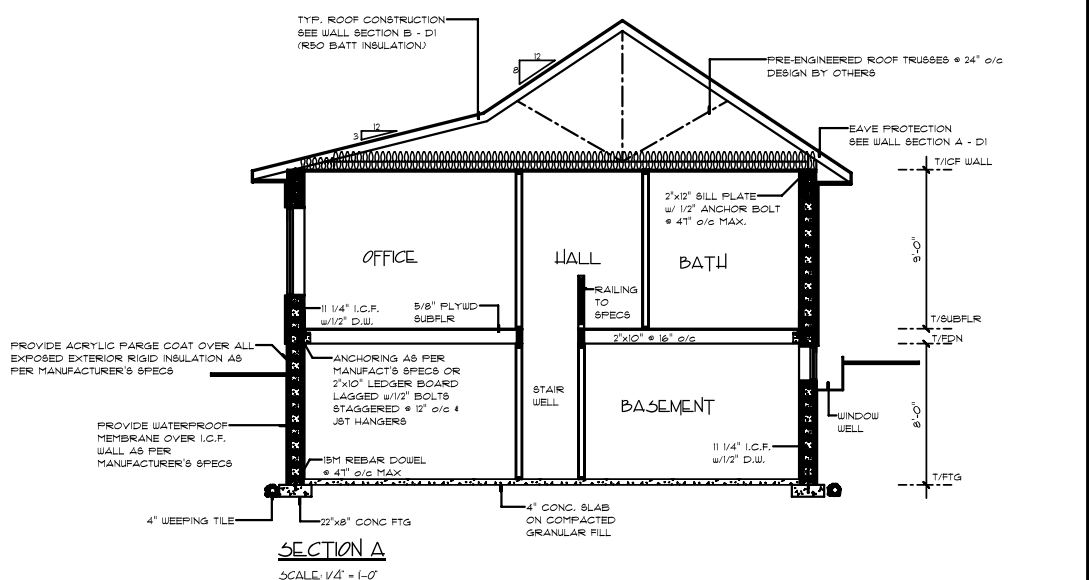 TYP. ROOF CONSTRUCTION
SEE WALL SECTION B - D1
(R50 BATT INSULATION)
12
8
12
3
PRE-ENGINEERED ROOF TRUSSES @ 24" o/c
DESIGN BY OTHERS
EAVE PROTECTION
SEE WALL SECTION A - D1
T/ICF WALL
2"x12" SILL PLATE
w/ 1/2" ANCHOR BOLT
@ 47" o/c MAX.
OFFICE
HALL
BATH
9'-0"
RAILING
TO
SPECS
11 1/4" I.C.F.
w/1/2" D.W.
5/8" PLYWD
SUBFLR
T/SUBFLR
2"x10" @ 16" o/c
T/FDN
PROVIDE ACRYLIC PARGE COAT OVER ALL
EXPOSED EXTERIOR RIGID INSULATION AS
PER MANUFACTURER'S SPECS
ANCHORING AS PER
MANUFACT'S SPECS OR
2"x10" LEDGER BOARD
LAGGED w/1/2" BOLTS
STAGGERED @ 12" o/c &
JST HANGERS
STAIR
WELL
BASEMENT
8'-0"
WINDOW
WELL
PROVIDE WATERPROOF
MEMBRANE OVER I.C.F.
WALL AS PER
MANUFACTURER'S SPECS
11 1/4" I.C.F.
w/1/2" D.W.
15M REBAR DOWEL
@ 47" o/c MAX
T/FTG
4" WEEPING TILE
22"x8" CONC FTG
4" CONC. SLAB
ON COMPACTED
GRANULAR FILL
SECTION A
SCALE: 1/4" = 1'-0"